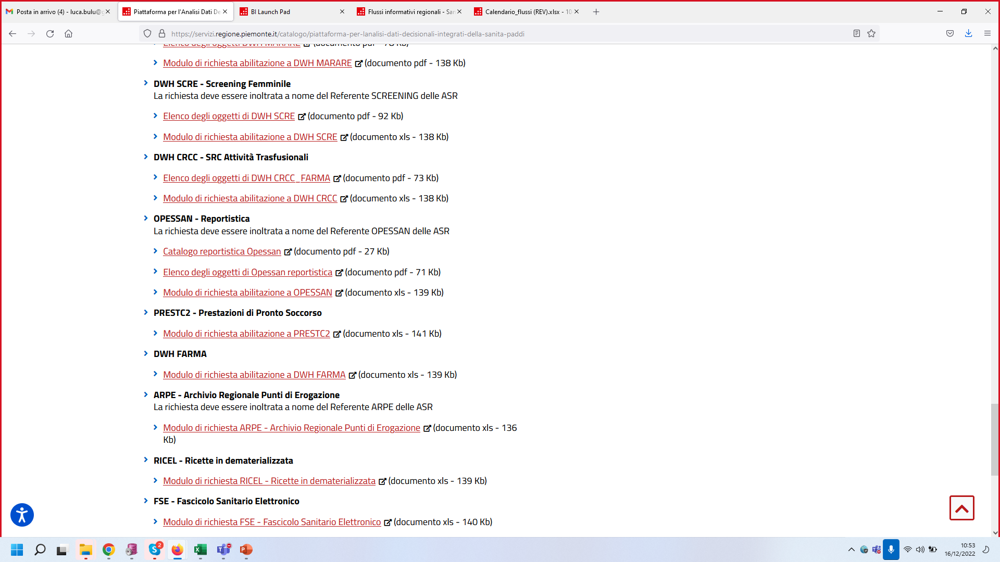 Posta in arrivo (4) - luca.bulu@g
Piattaforma per l'Analisi Dati De
BI Launch Pad
Flussi informativi regionali - San
Calendario_flussi (REV).xlsx - 10
https://servizi.regione.piemonte.it/catalogo/piattaforma-per-lanalisi-dati-decisionali-integrati-della-sanita-paddi
Elenco degli oggetti DWH MARARE (documento pdf - 78 Kb)
Modulo di richiesta abilitazione a DWH MARARE (documento pdf - 138 Kb)
DWH SCRE - Screening Femminile
La richiesta deve essere inoltrata a nome del Referente SCREENING delle ASR
Elenco degli oggetti di DWH SCRE (documento pdf - 92 Kb)
Modulo di richiesta abilitazione a DWH SCRE (documento xls - 138 Kb)
DWH CRCC - SRC Attività Trasfusionali
Elenco degli oggetti di DWH CRCC_FARMA (documento pdf - 73 Kb)
Modulo di richiesta abilitazione a DWH CRCC (documento xls - 138 Kb)
OPESSAN - Reportistica
La richiesta deve essere inoltrata a nome del Referente OPESSAN delle ASR
Catalogo reportistica Opessan (documento pdf - 27 Kb)
Elenco degli oggetti di Opessan reportistica (documento pdf - 71 Kb)
Modulo di richiesta abilitazione a OPESSAN (documento xls - 139 Kb)
PRESTC2 - Prestazioni di Pronto Soccorso
Modulo di richiesta abilitazione a PRESTC2 (documento xls - 141 Kb)
DWH FARMA
Modulo di richiesta abilitazione a DWH FARMA (documento xls - 139 Kb)
ARPE - Archivio Regionale Punti di Erogazione
La richiesta deve essere inoltrata a nome del Referente ARPE delle ASR
Modulo di richiesta ARPE - Archivio Regionale Punti di Erogazione (documento xls - 136
Kb)
RICEL - Ricette in dematerializzata
Modulo di richiesta RICEL - Ricette in dematerializzata (documento xls - 139 Kb)
FSE - Fascicolo Sanitario Elettronico
Modulo di richiesta FSE - Fascicolo Sanitario Elettronico (documento xls - 140 Kb)
2
10:53
16/12/2022